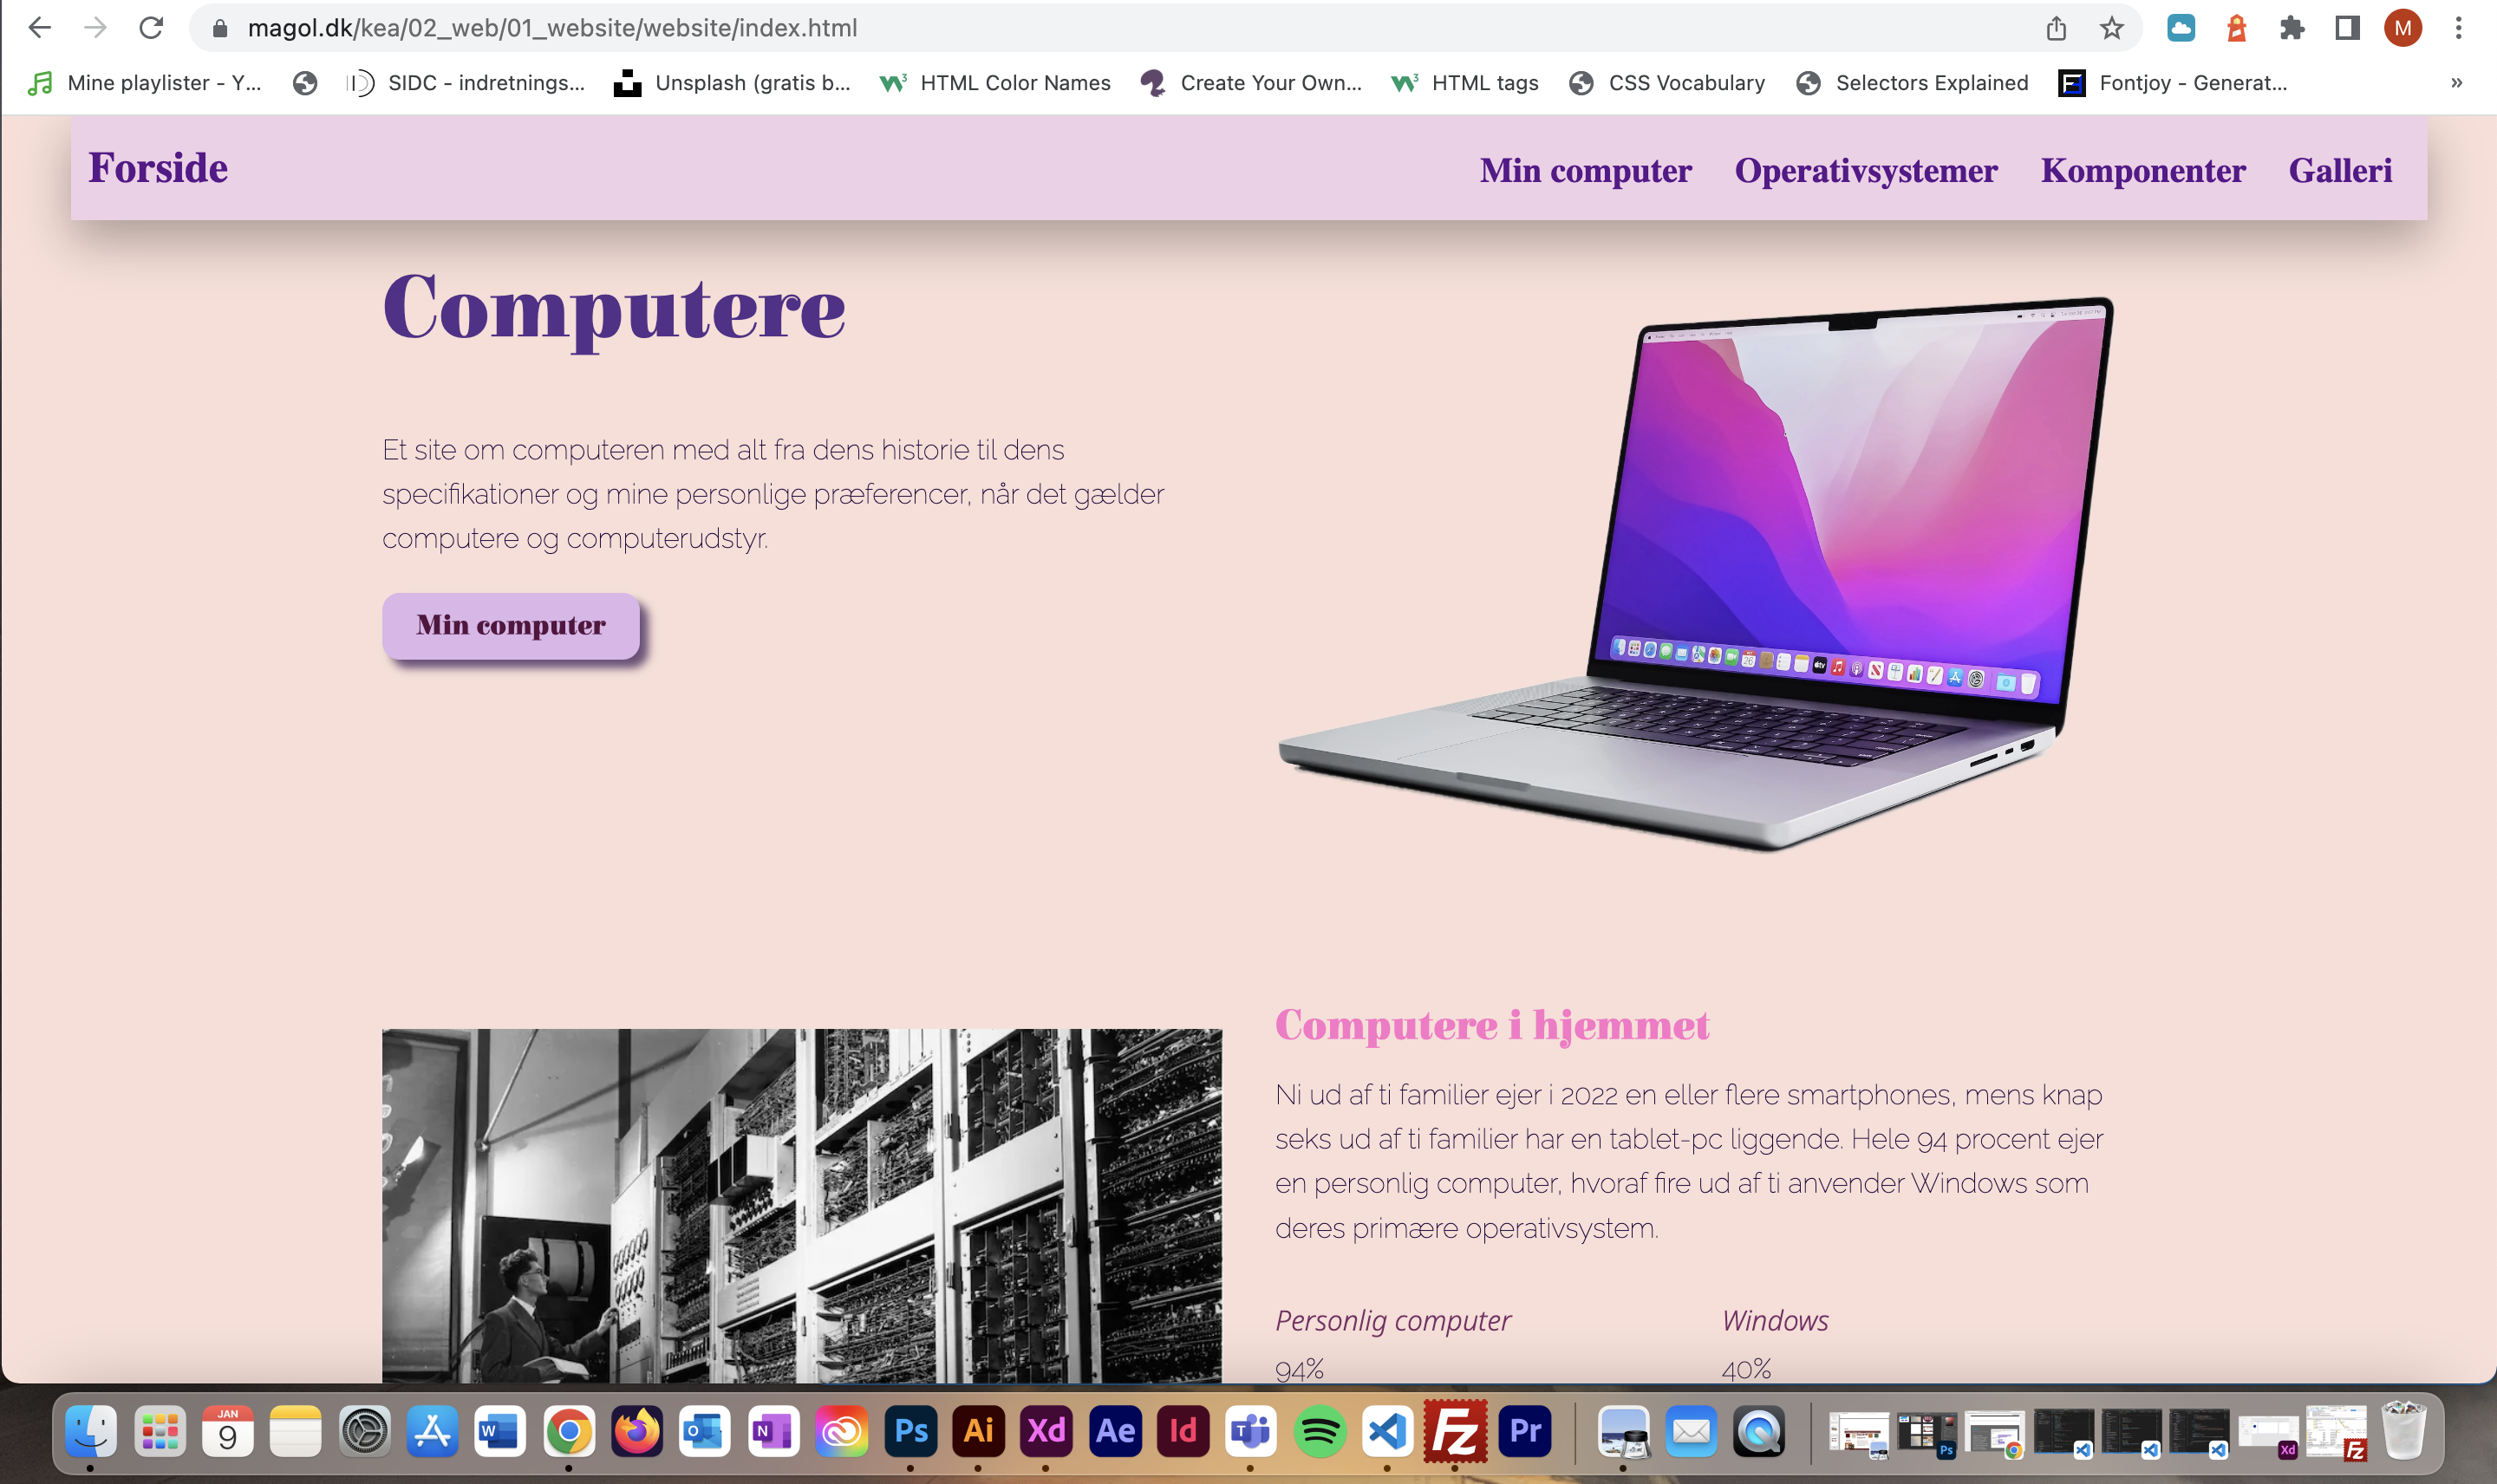 magol.dk/kea/02_web/01_website/website/index.html
M
Mine playlister - Y...
SIDC - indretnings...
Unsplash (gratis b...
HTML Color Names
Create Your Own...
HTML tags
CSS Vocabulary
Selectors Explained
Fontjoy - Generat...
»
Forside
Min computer
Operativsystemer
Komponenter
Galleri
Computere
Et site om computeren med alt fra dens historie til dens
specifikationer og mine personlige præferencer, når det gælder
computere og computerudstyr.
Min computer
Computere i hjemmet
Ni ud af ti familier ejer i 2022 en eller flere smartphones, mens knap
seks ud af ti familier har en tablet-pc liggende. Hele 94 procent ejer
en personlig computer, hvoraf fire ud af ti anvender Windows som
deres primære operativsystem.
Personlig computer
Windows
94%
40%
JAN
9
W
O
N
Ps
Ai
Xd
Ae
Id
T
Fz
Pr
Ps
Xd
Fz